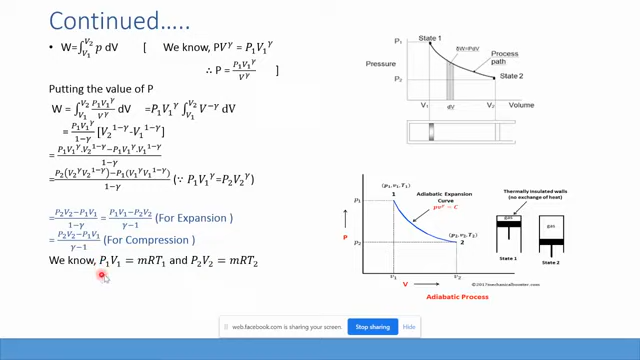 Continued…..
• W=∫_{V1}^{V2} p dV [ We know, PV^γ = P₁V₁^γ
∴ P = P₁V₁^γ / V^γ ]
Putting the value of P
W = ∫_{V1}^{V2} P₁V₁^γ / V^γ dV =P₁V₁^γ ∫_{V1}^{V2} V^−γ dV
= P₁V₁^γ / 1−γ [V₂^1−γ-V₁^1−γ]
= P₁V₁^γ.V₂^1−γ−P₁V₁^γ.V₁^1−γ / 1−γ
= P₂(V₂^γV₂^1−γ)−P₁(V₁^γV₁^1−γ) / 1−γ (∵ P₁V₁^γ=P₂V₂^γ)
= P₂V₂−P₁V₁ / 1−γ = P₁V₁−P₂V₂ / γ−1 (For Expansion )
= P₂V₂−P₁V₁ / γ−1 (For Compression )
We know, P₁V₁ = mRT₁ and P₂V₂ = mRT₂
P₁
State 1
δW=PdV
Process
path
Pressure
P₂
State 2
V₁
dV
V₂
Volume
(p₁, v₁, T₁)
1
Adiabatic Expansion
Curve
pv^γ = C
p₁
P
p₂
(p₂, v₂, T₂)
2
v₁
V
v₂
Adiabatic Process
Thermally insulated walls
(no exchange of heat)
gas
gas
State 1
State 2
web.facebook.com is sharing your screen.
Stop sharing
Hide